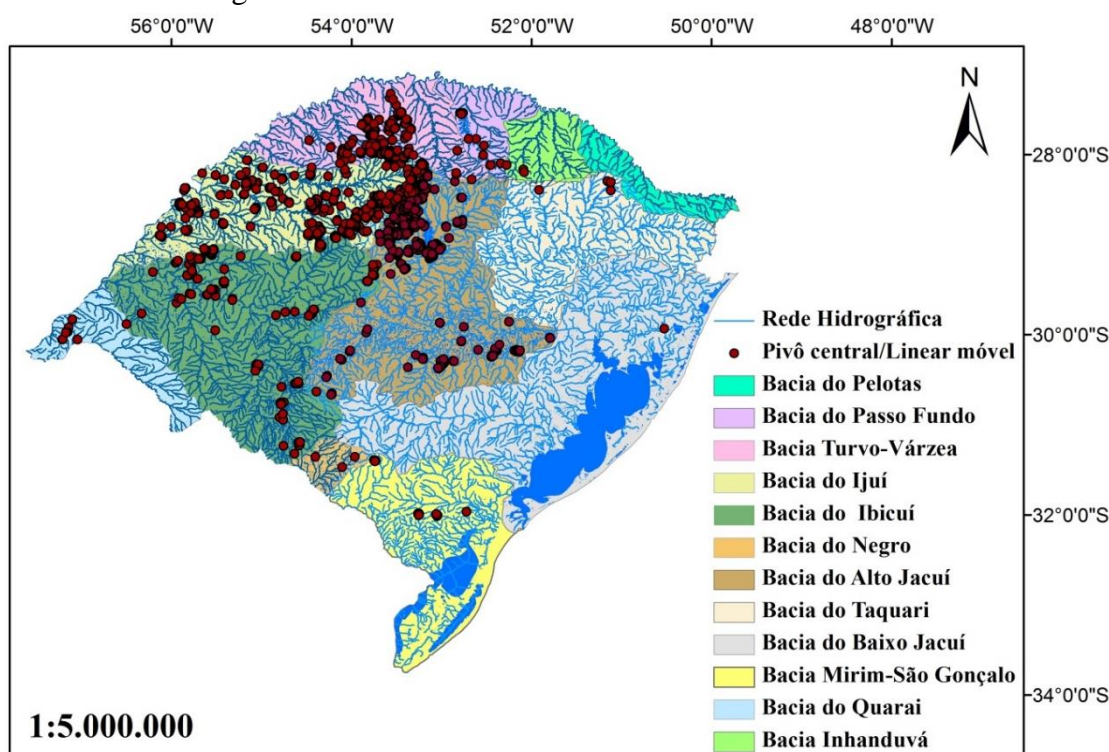 56°0'0"W 54°0'0"W 52°0'0"W 50°0'0"W 48°0'0"W
N
28°0'0"S
30°0'0"S
32°0'0"S
34°0'0"S
Rede Hidrográfica
Pivô central/Linear móvel
Bacia do Pelotas
Bacia do Passo Fundo
Bacia Turvo-Várzea
Bacia do Ijuí
Bacia do Ibicuí
Bacia do Negro
Bacia do Alto Jacuí
Bacia do Taquari
Bacia do Baixo Jacuí
Bacia Mirim-São Gonçalo
Bacia do Quarai
Bacia Inhanduvá
1:5.000.000